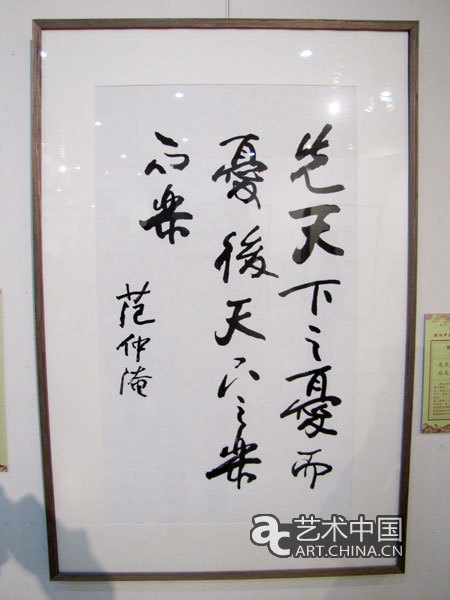 先天下之憂而
憂後天下之樂
而樂
范仲淹
艺术中国
ART.CHINA.CN